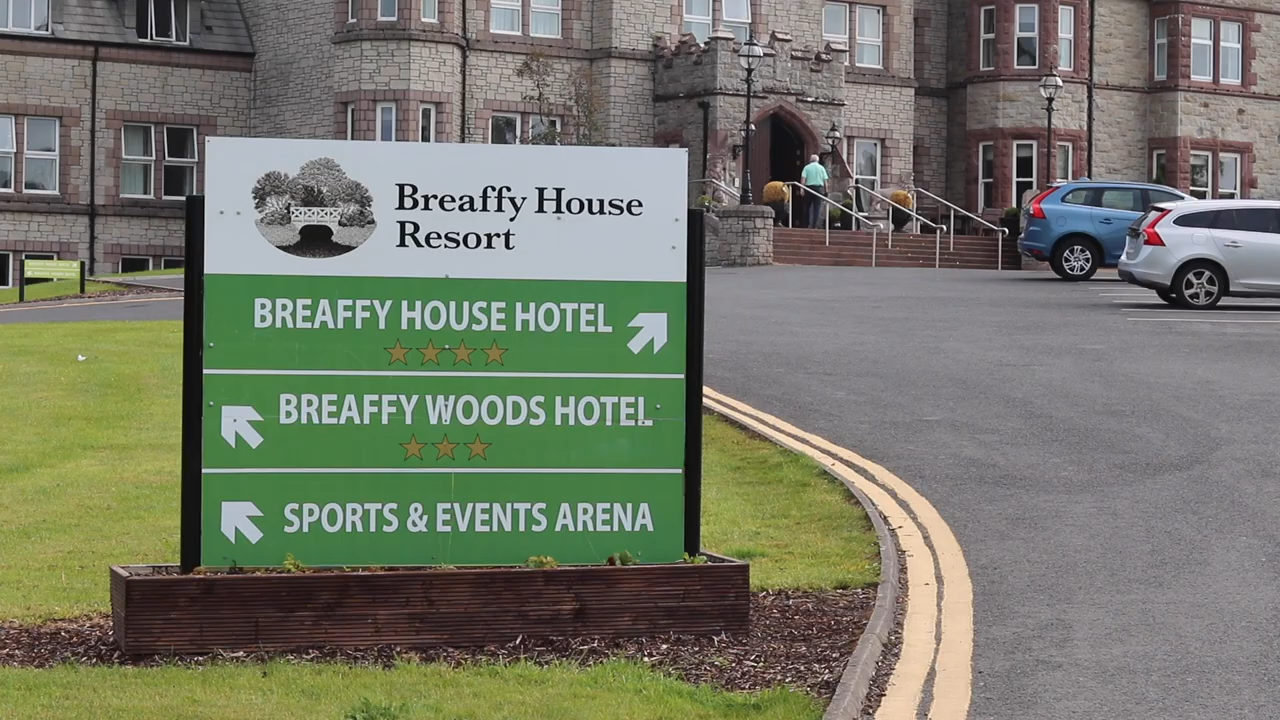 Breaffy House
Resort
BREAFFY HOUSE HOTEL
BREAFFY WOODS HOTEL
SPORTS & EVENTS ARENA